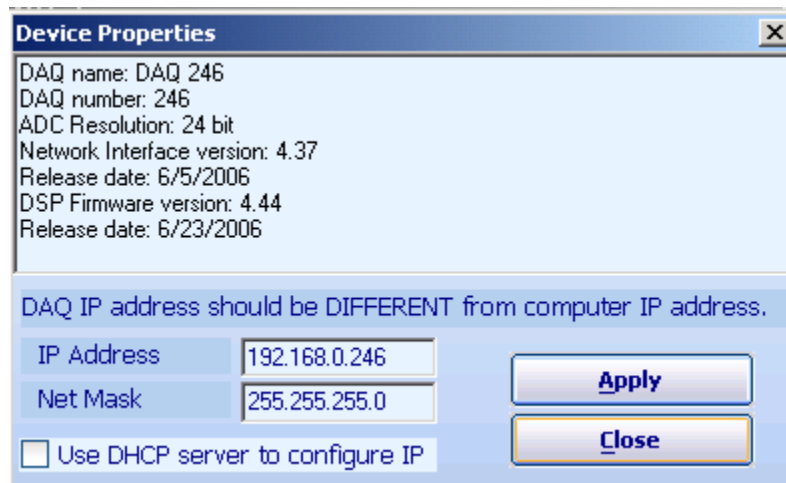 Device Properties
DAQ name: DAQ 246
DAQ number: 246
ADC Resolution: 24 bit
Network Interface version: 4.37
Release date: 6/5/2006
DSP Firmware version: 4.44
Release date: 6/23/2006
DAQ IP address should be DIFFERENT from computer IP address.
IP Address 192.168.0.246
Net Mask 255.255.255.0
Apply
Close
Use DHCP server to configure IP